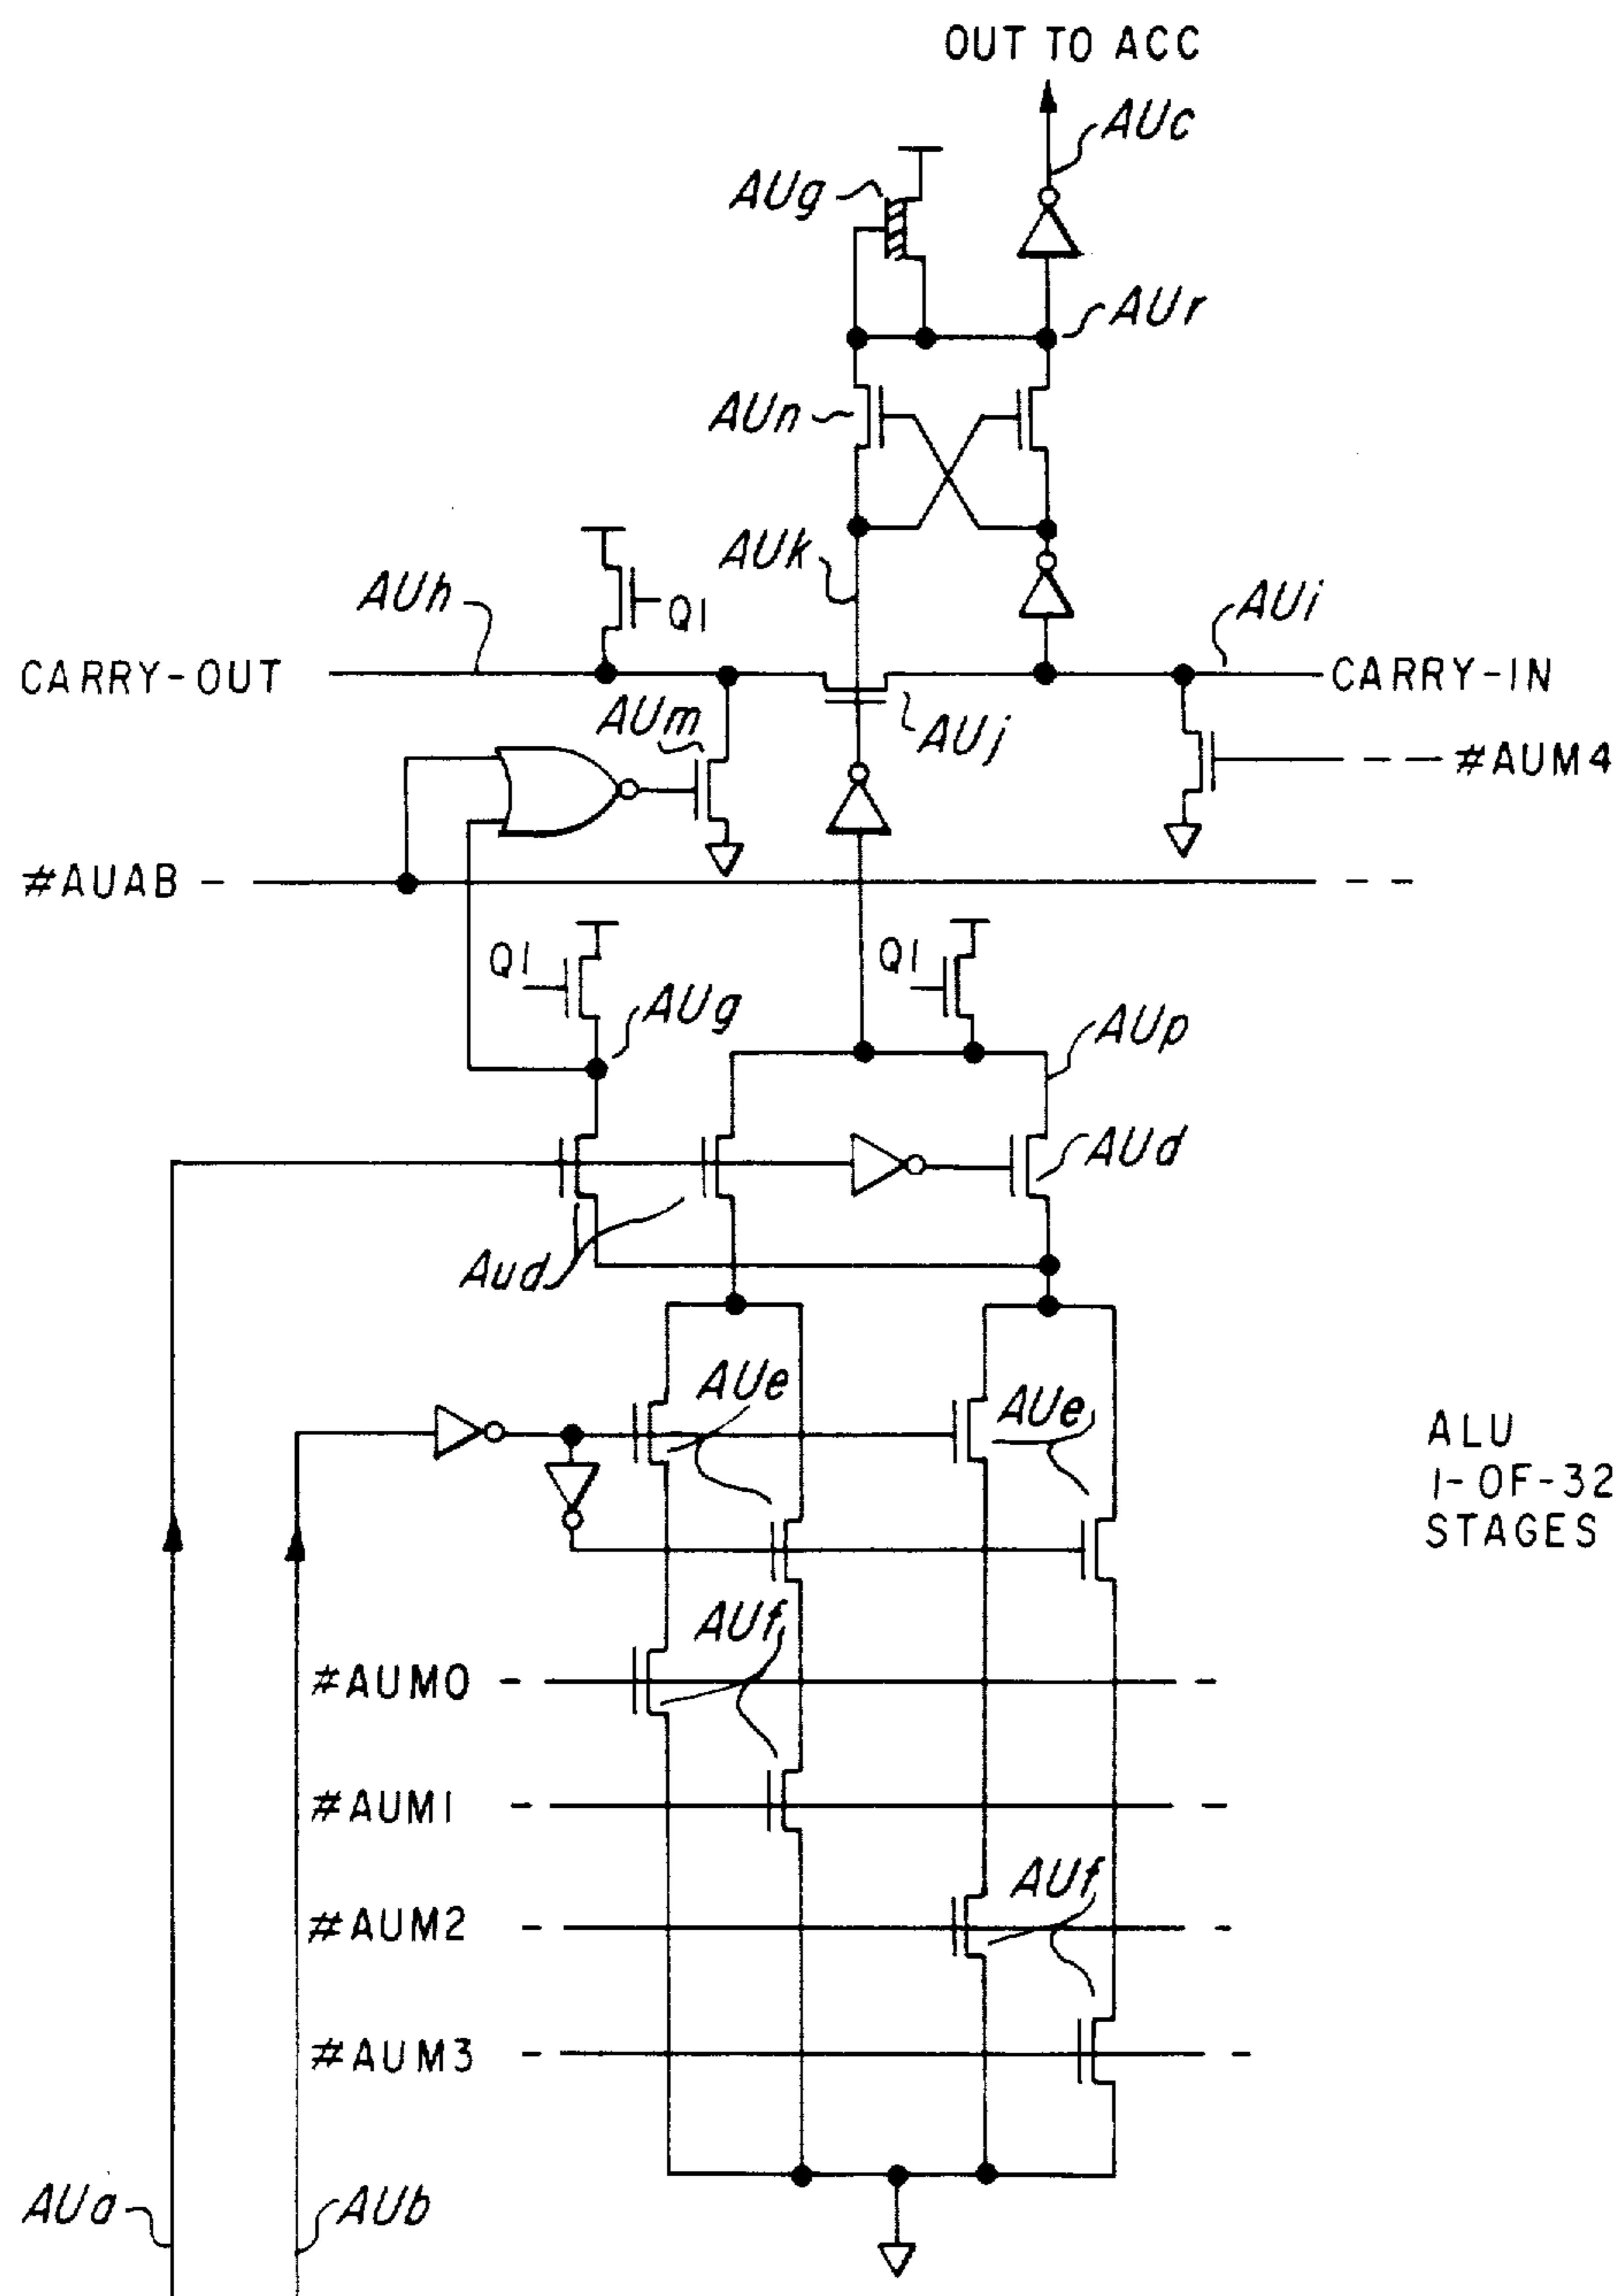 OUT TO ACC
AUc
AUg
AUr
AUn
AUk
AUh
Q1
AUi
CARRY-OUT
CARRY-IN
AUm
AUj
#AUM4
#AUAB
Q1
Q1
AUg
AUp
AUd
Aud
AUe
AUe
ALU
1-OF-32
STAGES
AUf
#AUM0
#AUM1
AUf
#AUM2
#AUM3
AUa
AUb